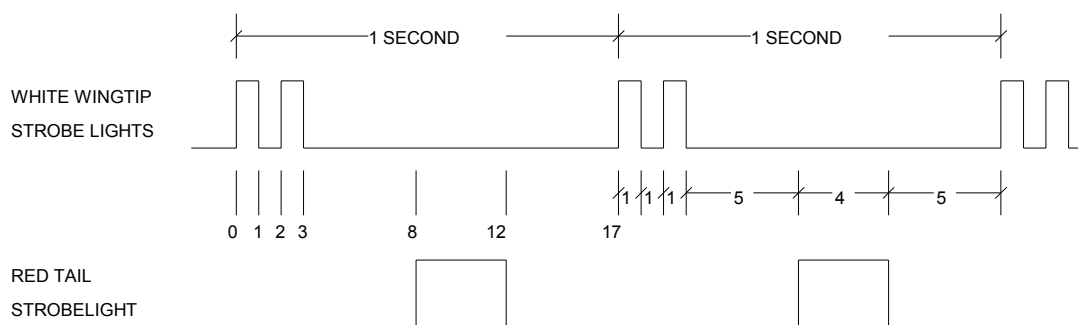 1 SECOND 1 SECOND
WHITE WINGTIP
STROBE LIGHTS
1 1 1 5 4 5
0 1 2 3 8 12 17
RED TAIL
STROBELIGHT